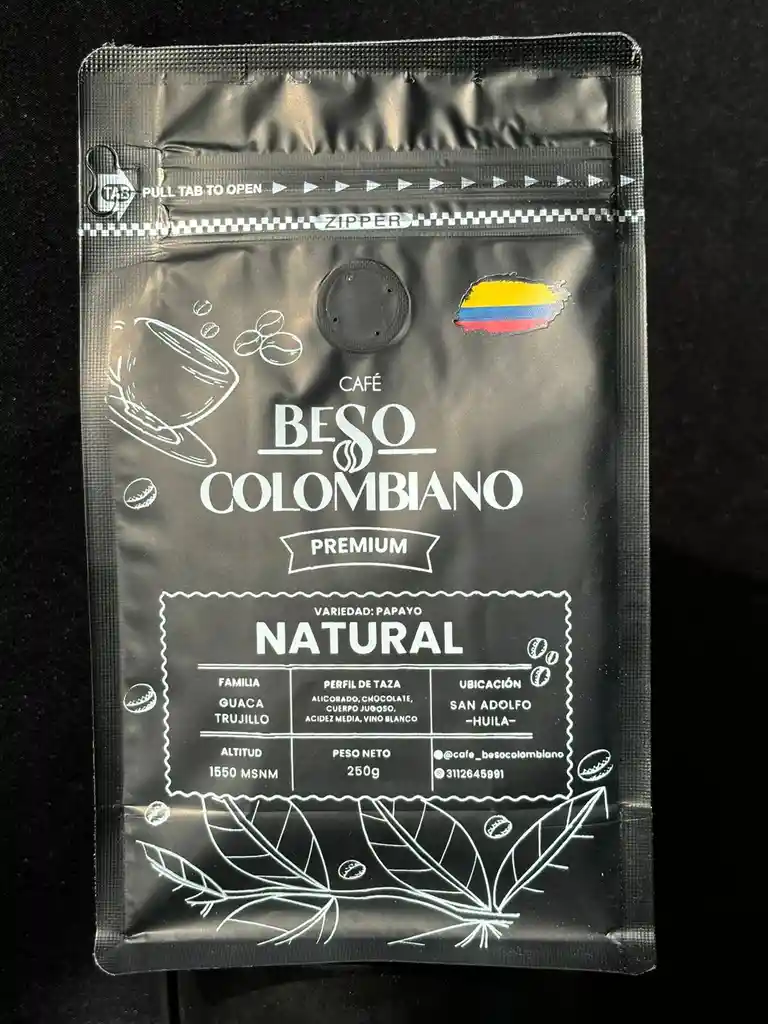 TAB PULL TAB TO OPEN
ZIPPER
CAFÉ
BESO
COLOMBIANO
PREMIUM
VARIEDAD: PAPAYO
NATURAL
FAMILIA
GUACA
TRUJILLO
PERFIL DE TAZA
ALICORADO, CHOCOLATE,
CUERPO JUGOSO,
ACIDEZ MEDIA, VINO BLANCO
UBICACIÓN
SAN ADOLFO
-HUILA-
ALTITUD
1550 MSNM
PESO NETO
250g
@cafe_besocolombiano
3112645991